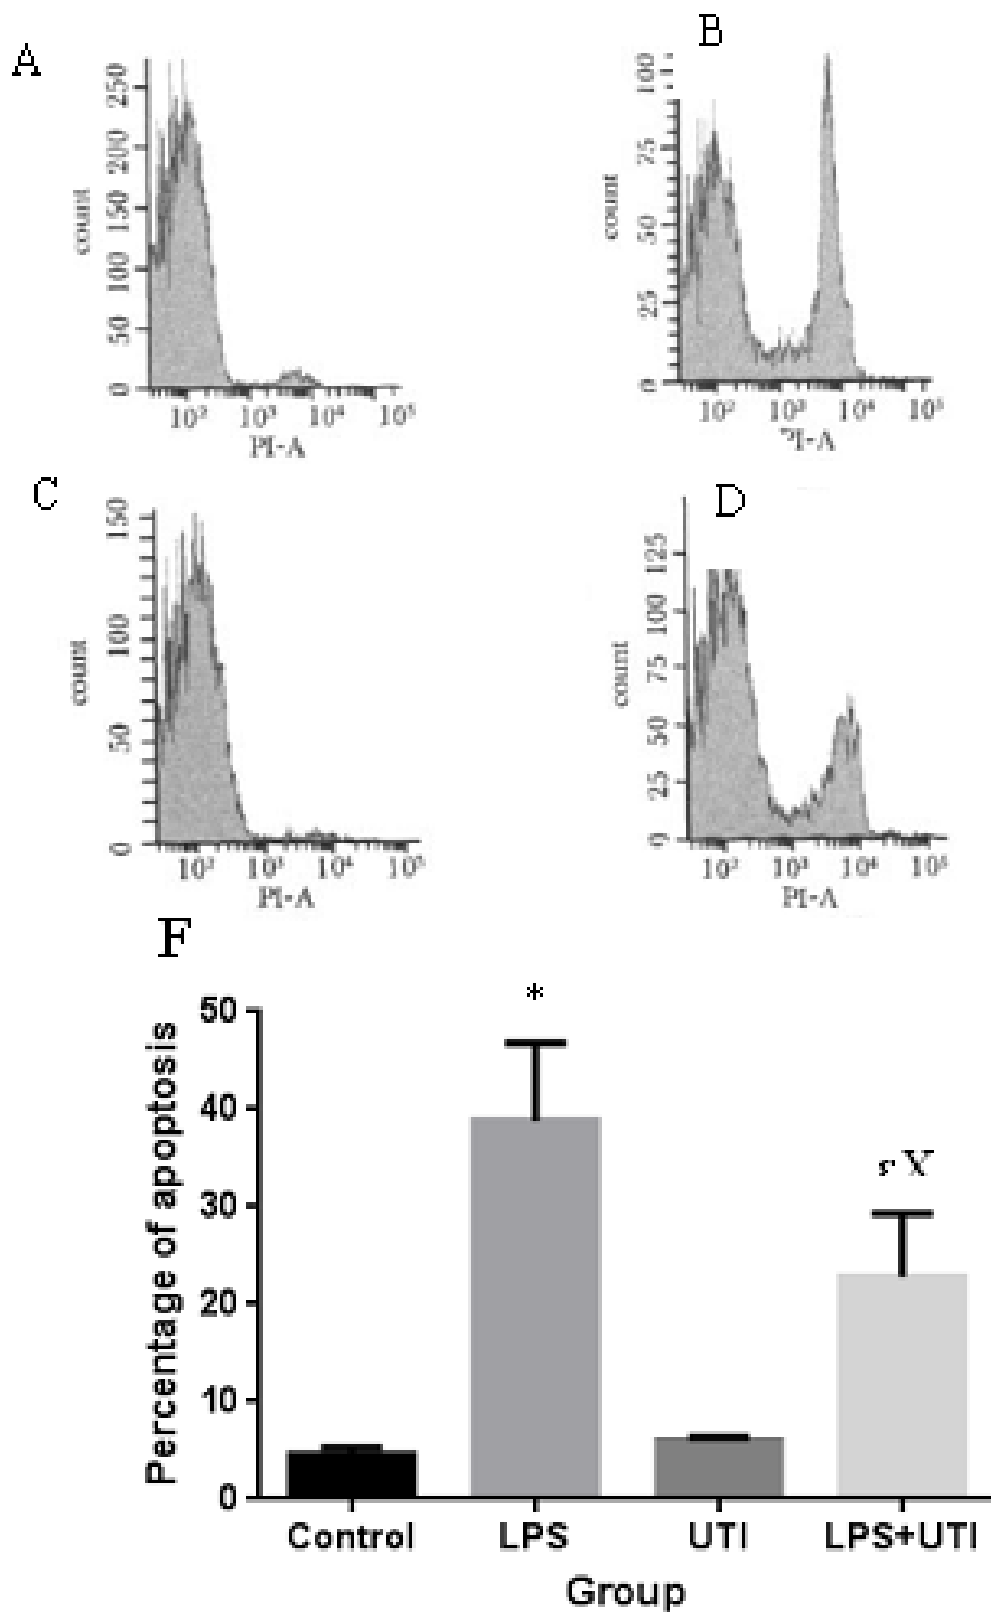 A
B
count
250
200
150
100
50
0
10² 10³ 10⁴ 10⁵
PI-A
count
100
75
50
25
0
10² 10³ 10⁴ 10⁵
PI-A
C
D
count
150
100
50
0
10² 10³ 10⁴ 10⁵
PI-A
count
125
100
75
50
25
0
10² 10³ 10⁴ 10⁵
PI-A
F
Percentage of apoptosis
50
40
30
20
10
0
*
Control LPS UTI LPS+UTI
Group